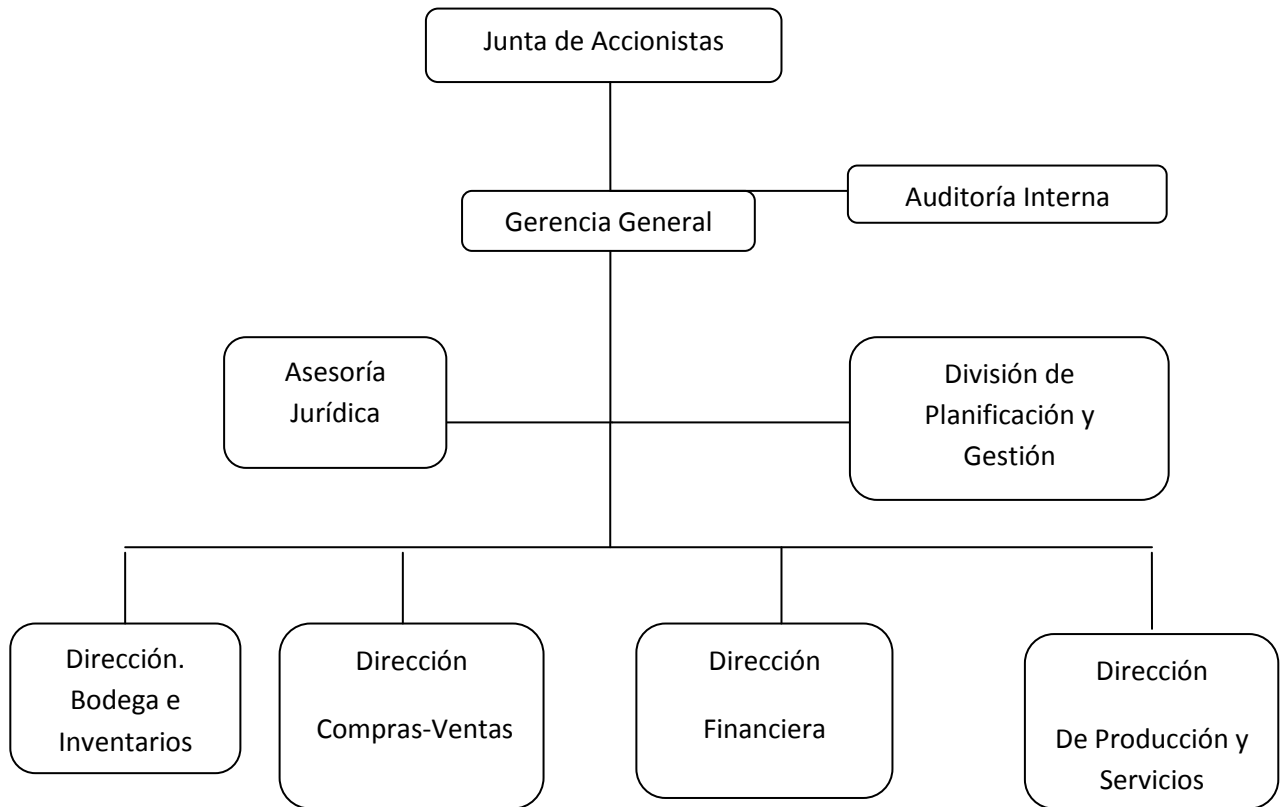 Junta de Accionistas
Auditoría Interna
Gerencia General
Asesoría
Jurídica
División de
Planificación y
Gestión
Dirección.
Bodega e
Inventarios
Dirección
Compras-Ventas
Dirección
Financiera
Dirección
De Producción y
Servicios